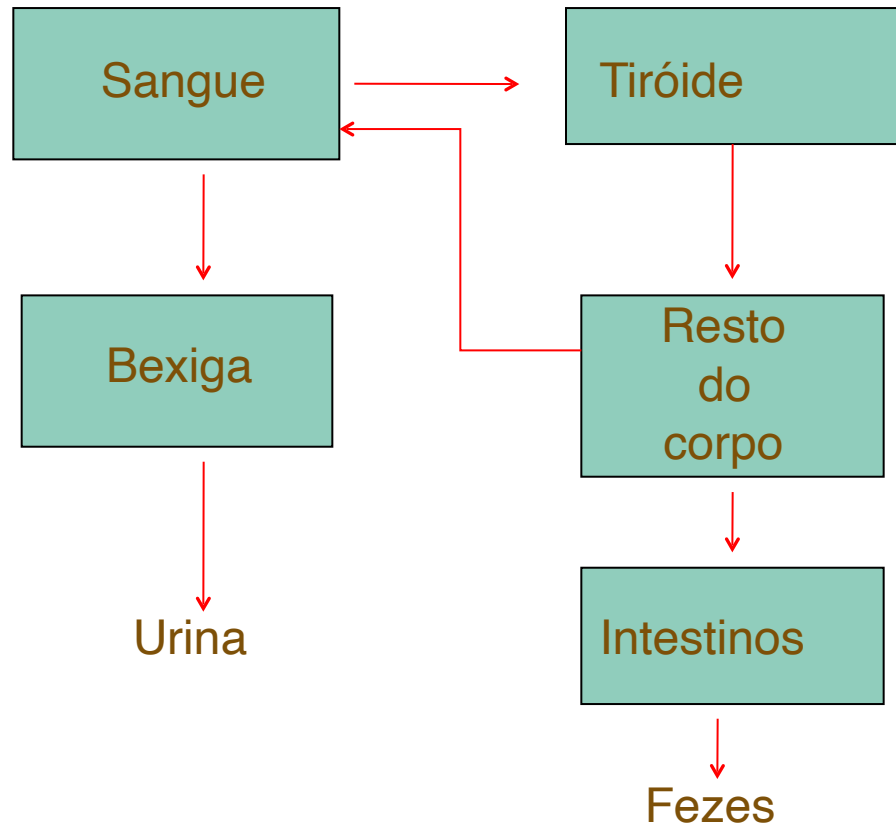 Sangue
Tiróide
Bexiga
Resto
do
corpo
Urina
Intestinos
Fezes